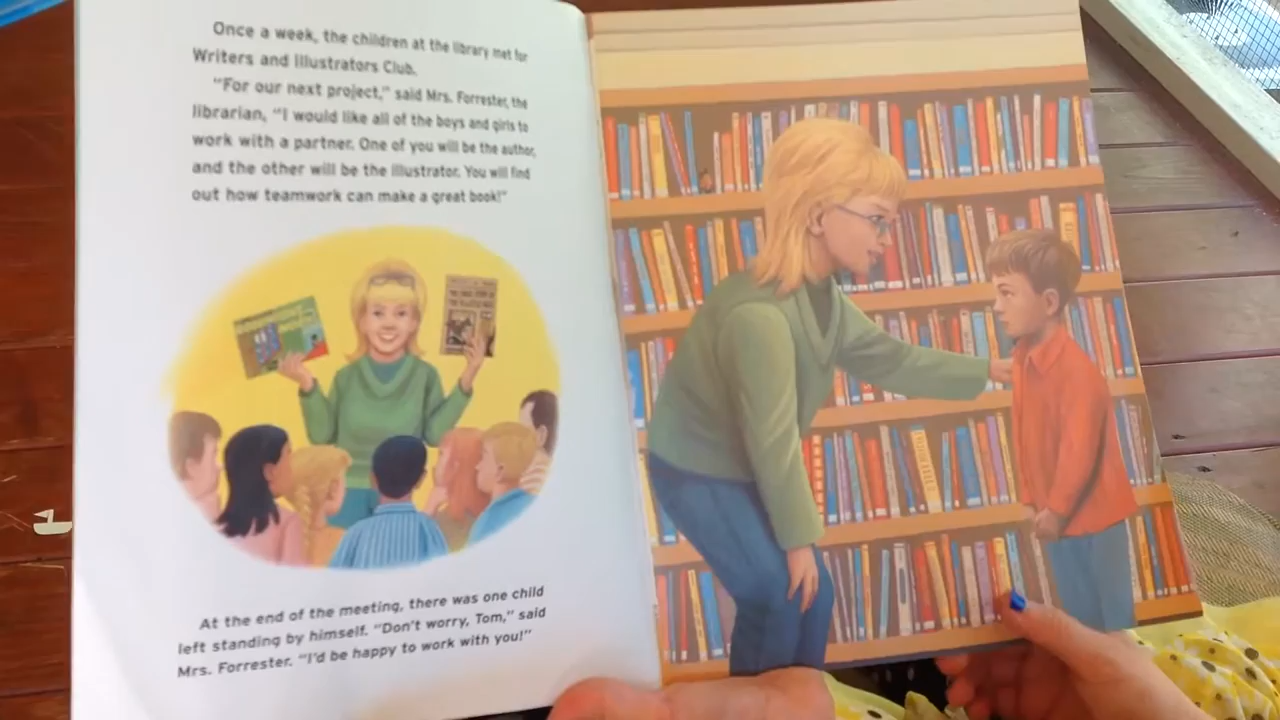 Once a week, the children at the library met for
Writers and Illustrators Club.
"For our next project," said Mrs. Forrester, the
librarian, "I would like all of the boys and girls to
work with a partner. One of you will be the author,
and the other will be the illustrator. You will find
out how teamwork can make a great book!"
At the end of the meeting, there was one child
left standing by himself. "Don't worry, Tom," said
Mrs. Forrester. "I'd be happy to work with you!"